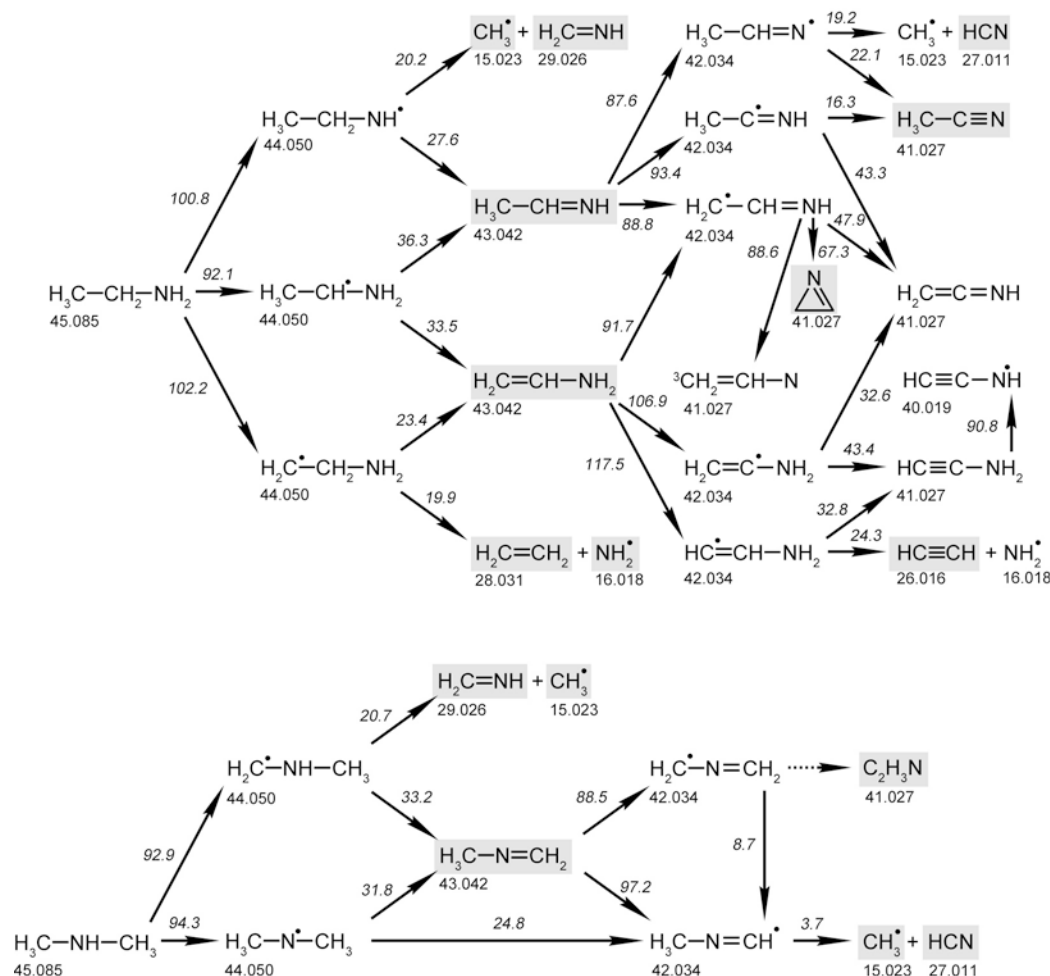 CH₃• + H₂C=NH
15.023 29.026
H₃C—CH=N•
42.034
19.2
CH₃• + HCN
15.023 27.011
20.2
22.1
87.6
H₃C—CH₂—NH•
44.050
H₃C—C•=NH
42.034
16.3
H₃C—C≡N
41.027
27.6
93.4
43.3
100.8
H₃C—CH=NH
43.042
88.8
H₂C•—CH=NH
42.034
47.9
36.3
88.6
67.3
H₃C—CH₂—NH₂
45.085
92.1
H₃C—CH•—NH₂
44.050
N
41.027
H₂C=C=NH
41.027
33.5
91.7
102.2
H₂C=CH—NH₂
43.042
³CH₂=CH—N
41.027
HC≡C—NH•
40.019
106.9
32.6
90.8
23.4
H₂C•—CH₂—NH₂
44.050
117.5
H₂C=C•—NH₂
42.034
43.4
HC≡C—NH₂
41.027
19.9
32.8
H₂C=CH₂ + NH₂•
28.031 16.018
HC•=CH—NH₂
42.034
24.3
HC≡CH + NH₂•
26.016 16.018
H₂C=NH + CH₃•
29.026 15.023
20.7
H₂C•—NH—CH₃
44.050
H₂C•—N=CH₂
42.034
C₂H₃N
41.027
33.2
88.5
92.9
H₃C—N=CH₂
43.042
8.7
31.8
97.2
H₃C—NH—CH₃
45.085
94.3
H₃C—N•—CH₃
44.050
24.8
H₃C—N=CH•
42.034
3.7
CH₃• + HCN
15.023 27.011